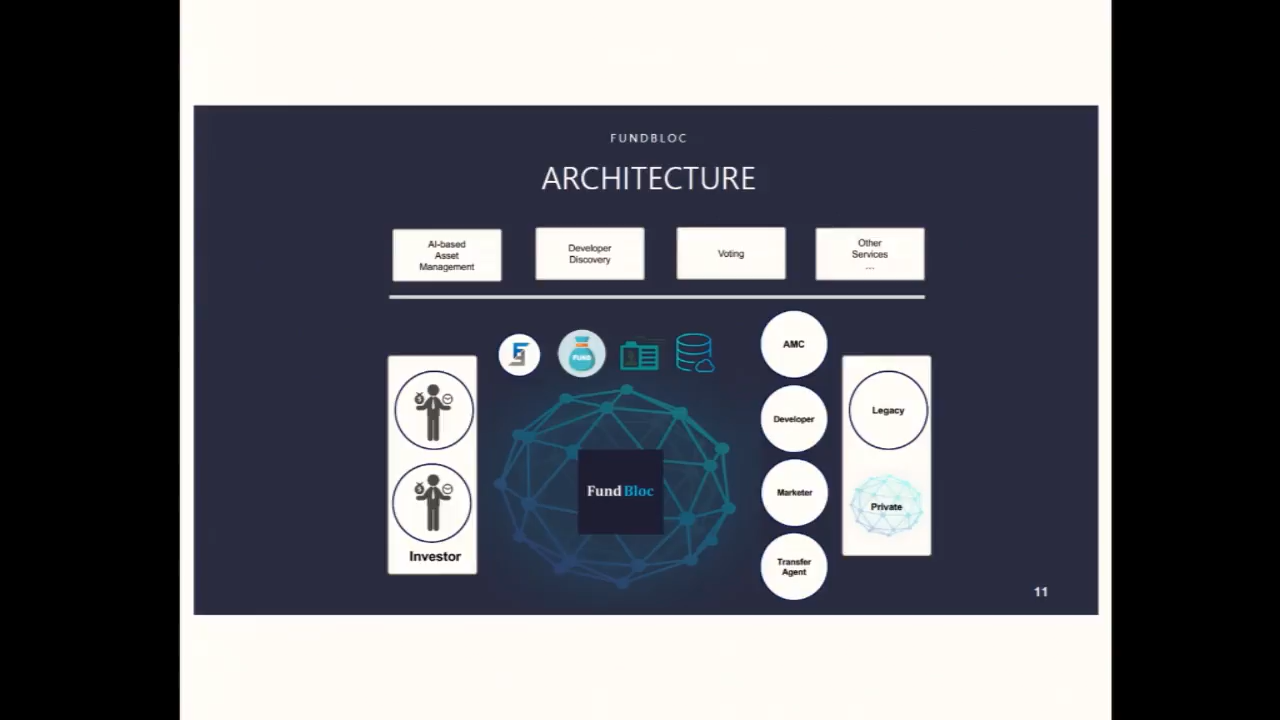 FUNDBLOC
ARCHITECTURE
AI-based
Asset
Management
Developer
Discovery
Voting
Other
Services
...
FUND
AMC
Developer
Marketer
Transfer
Agent
Legacy
Private
Fund Bloc
Investor
11